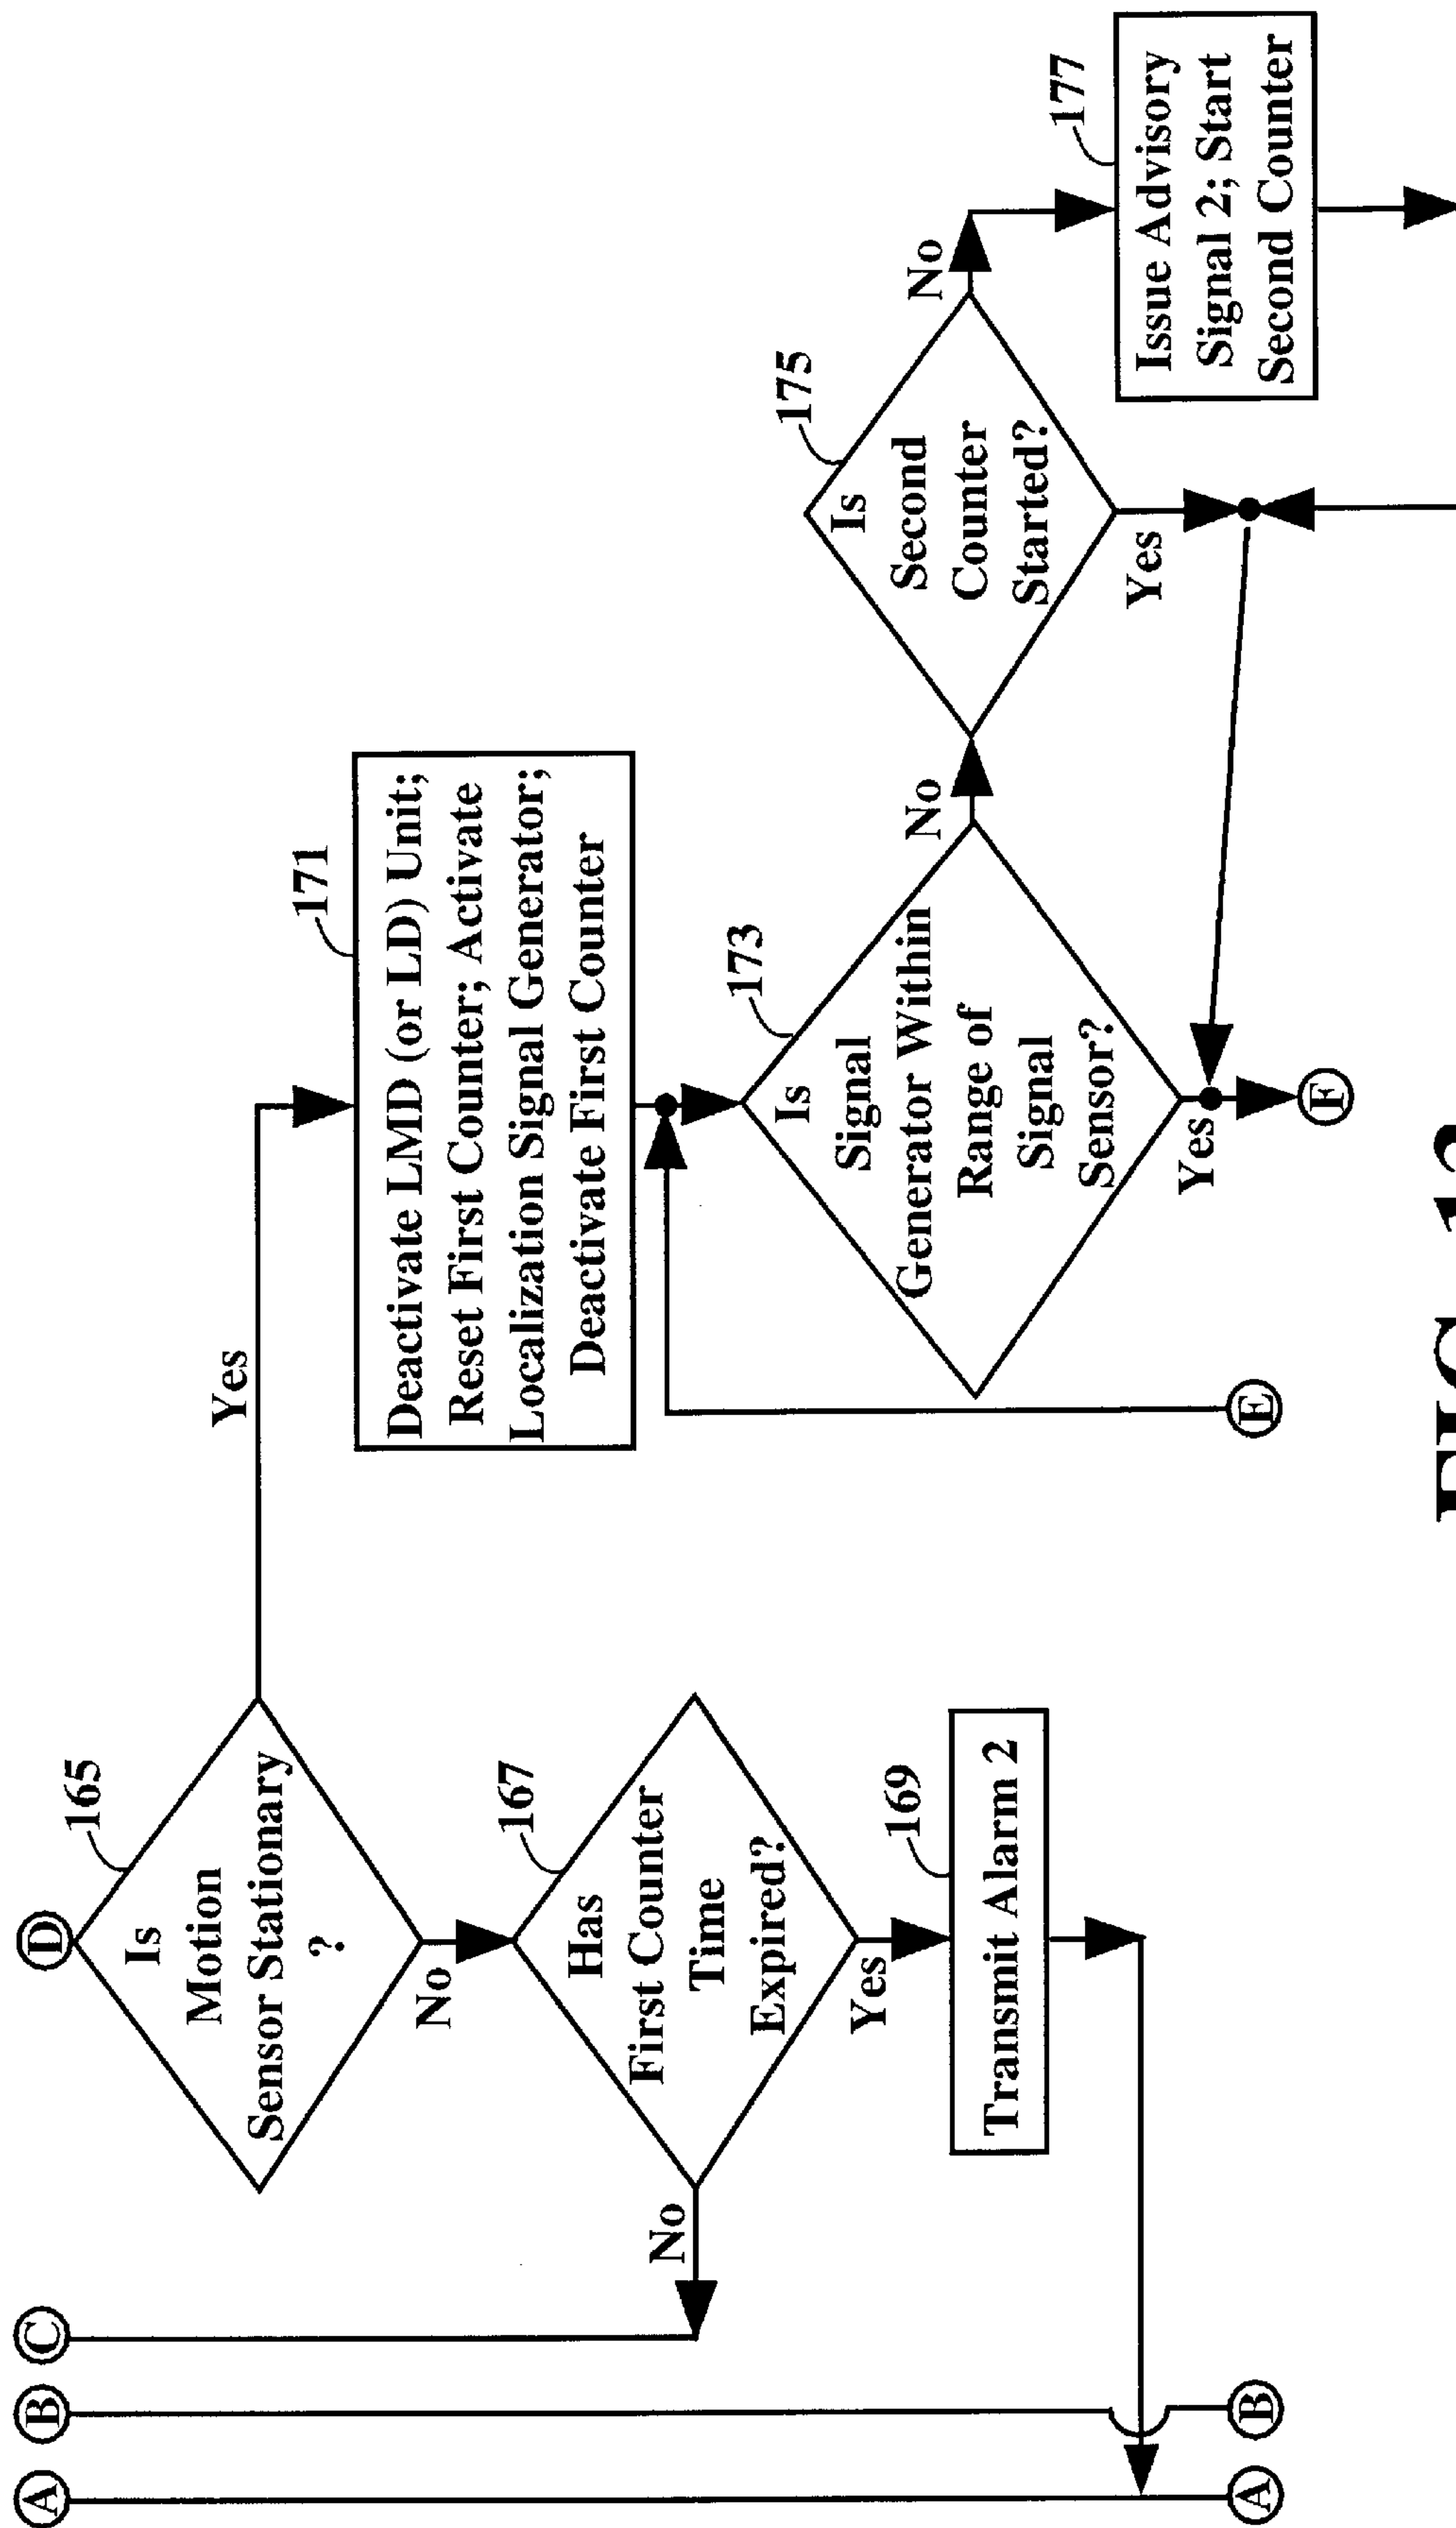 A
B
C
D
165
Is
Motion
Sensor Stationary
?
Yes
No
167
Has
First Counter
Time
Expired?
No
Yes
169
Transmit Alarm 2
A
B
171
Deactivate LMD (or LD) Unit;
Reset First Counter; Activate
Localization Signal Generator;
Deactivate First Counter
173
Is
Signal
Generator Within
Range of
Signal
Sensor?
No
Yes
E
F
175
Is
Second
Counter
Started?
No
Yes
177
Issue Advisory
Signal 2; Start
Second Counter